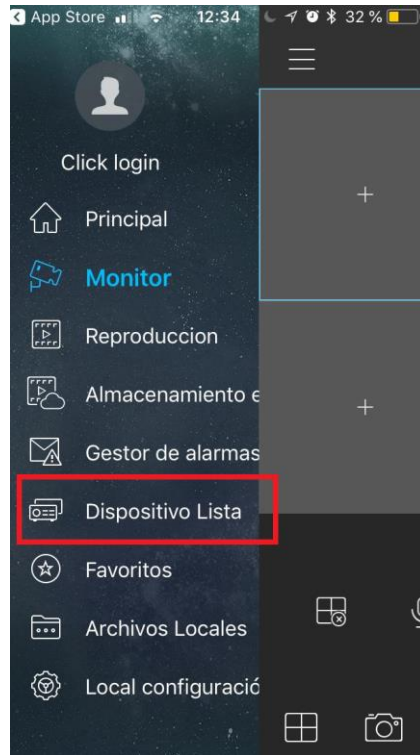 App Store 12:34 32 %
Click login
Principal
Monitor
Reproduccion
Almacenamiento e
Gestor de alarmas
Dispositivo Lista
Favoritos
Archivos Locales
Local configuració